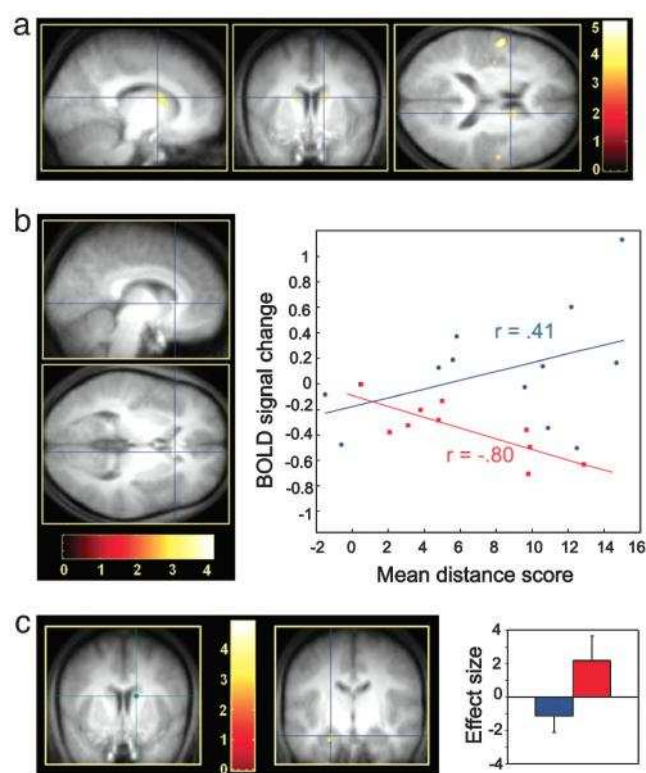 a
5
4
3
2
1
0
b
0 1 2 3 4
BOLD signal change
1
0.8
0.6
0.4
0.2
0
-0.2
-0.4
-0.6
-0.8
-1
r = .41
r = -.80
-2 0 2 4 6 8 10 12 14 16
Mean distance score
c
4
3
2
1
0
Effect size
4
2
0
-2
-4